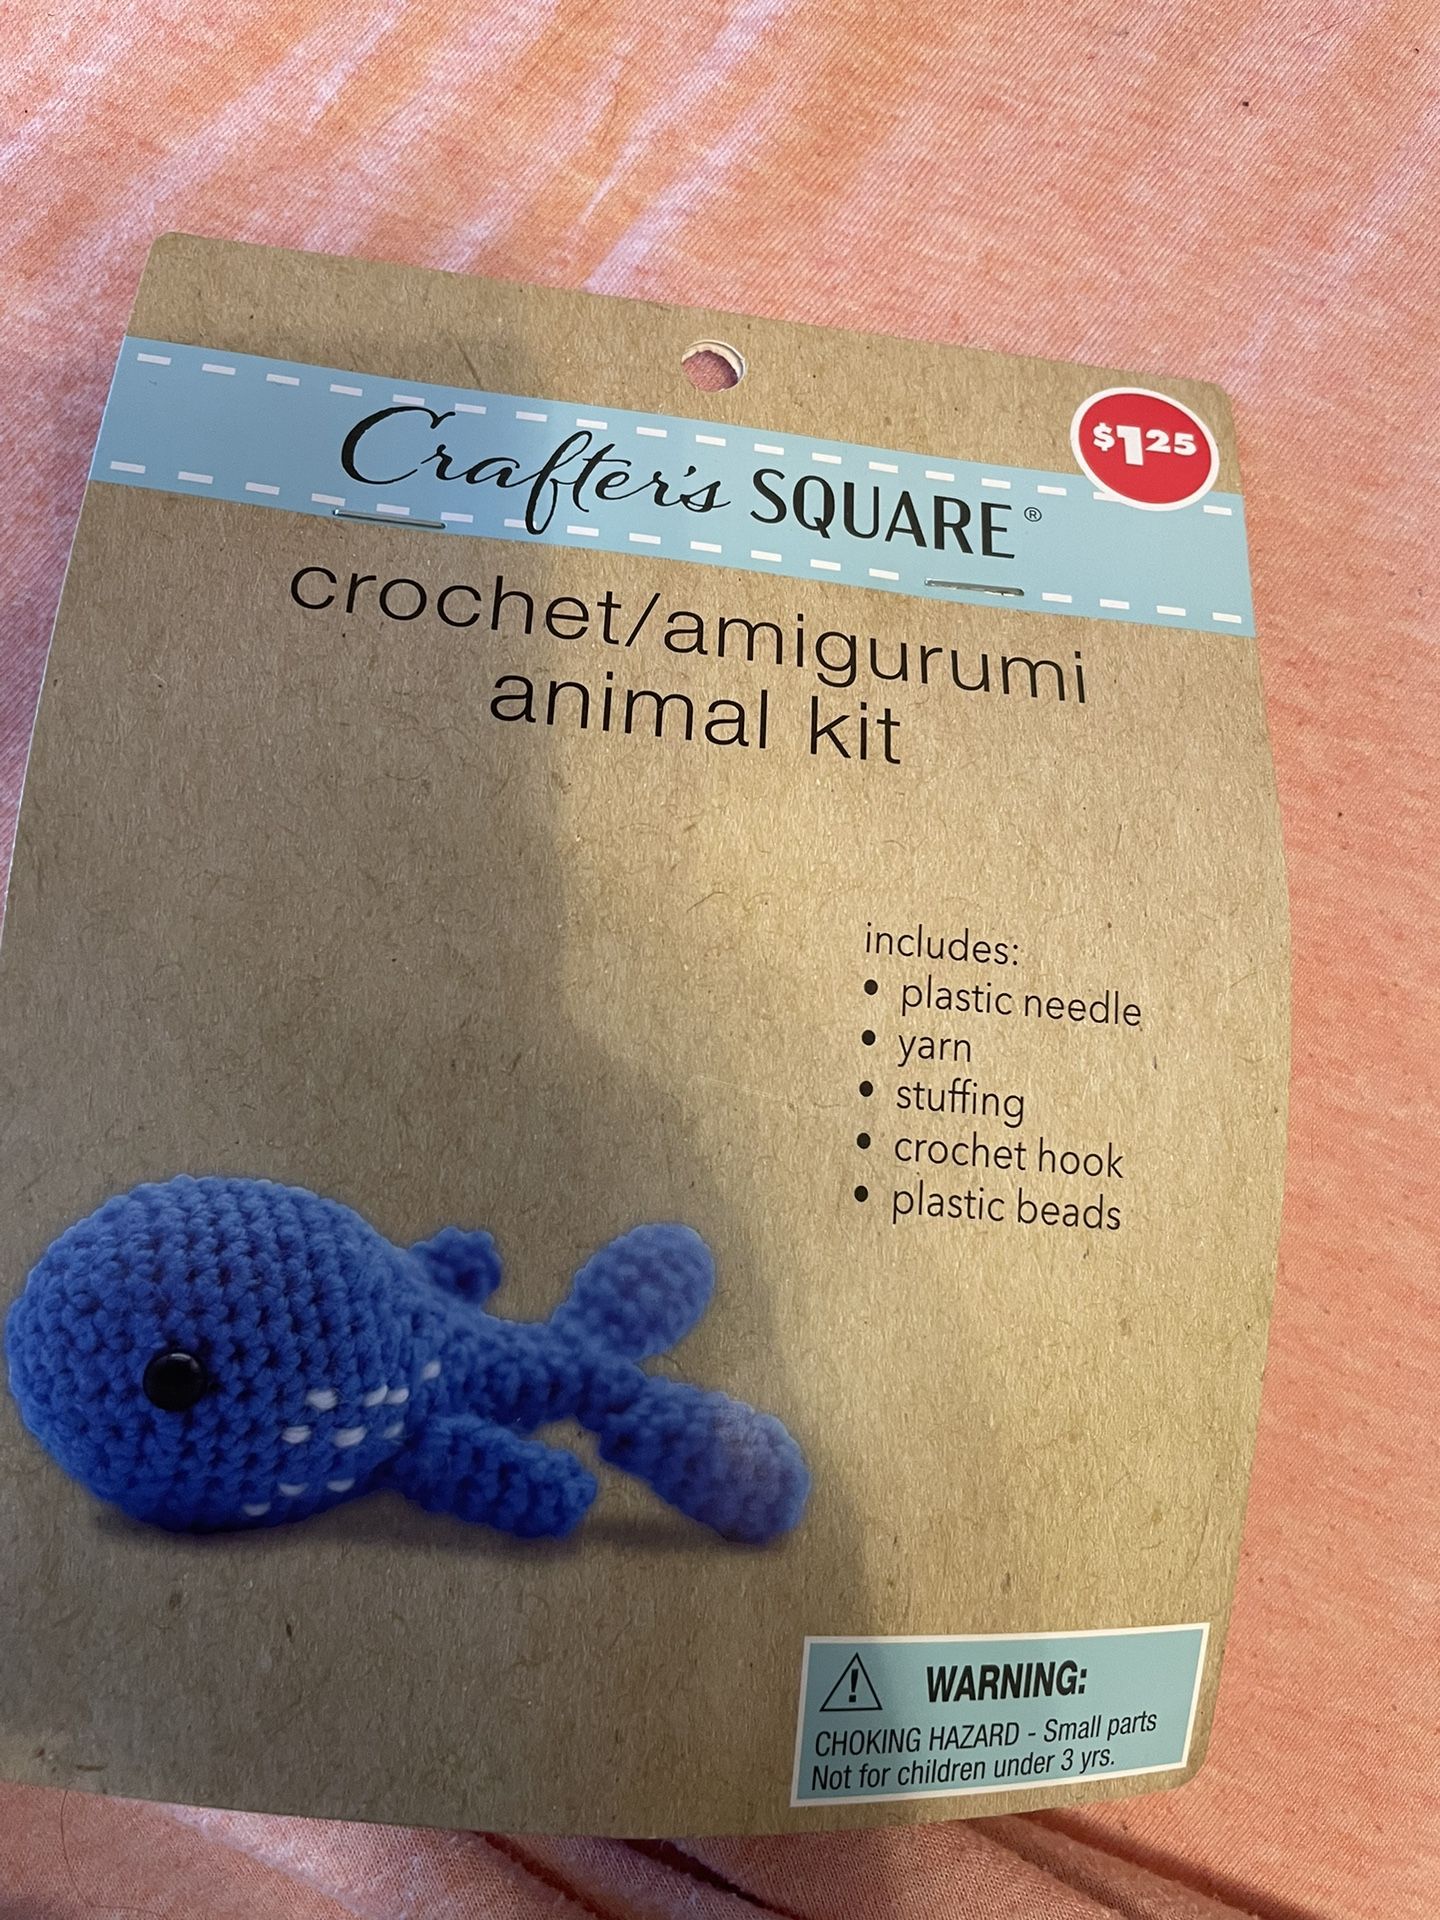 $1.25
Crafter's SQUARE®
crochet/amigurumi
animal kit
includes:
• plastic needle
• yarn
• stuffing
• crochet hook
• plastic beads
WARNING:
CHOKING HAZARD - Small parts
Not for children under 3 yrs.